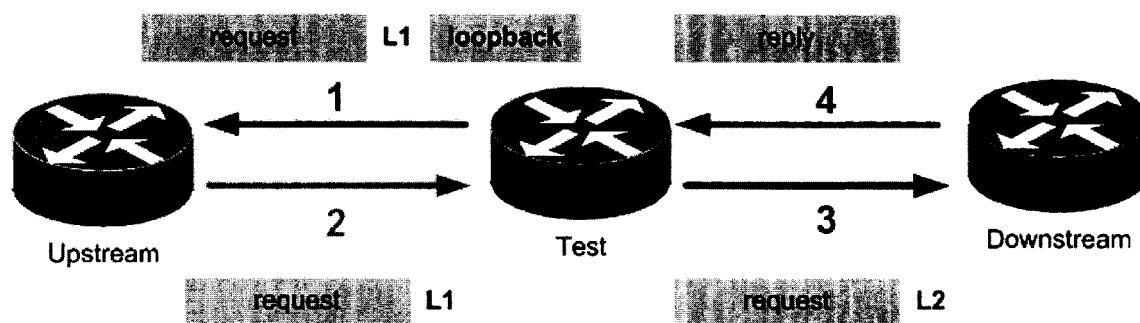 request L1 loopback reply
1 4
2 3
Upstream Test Downstream
request L1 request L2